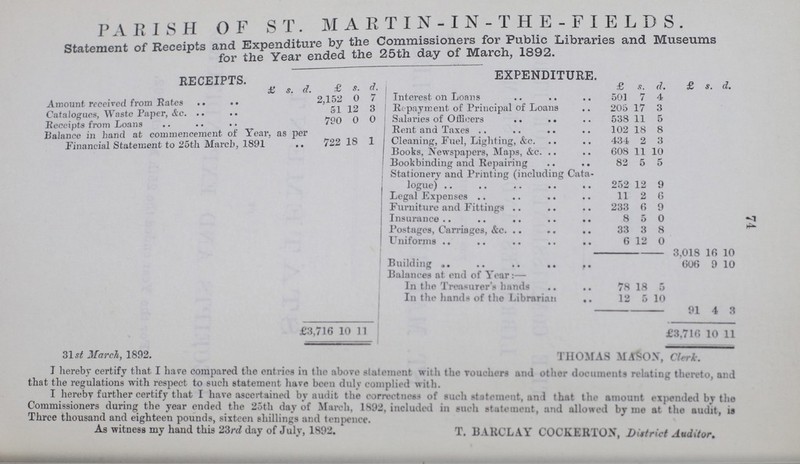 PARISH OF ST. MARTIN-IN-THE-FIELDS.
Statement of Receipts and Expenditure by the Commissioners for Public Libraries and Museums
for the Year ended the 25th day of March, 1892.
RECEIPTS.
£ s. d. £ s. d.
Amount received from Rates .. .. 2,152 0 7
Catalogues, Waste Paper, &c. .. .. 51 12 3
Receipts from Loans .. .. 790 0 0
Balance in hand at commencement of Year, as per
Financial Statement to 25th March, 1891 .. 722 18 1
£3,716 10 11
EXPENDITURE.
£ s. d. £ s. d.
Interest on Loans .. .. .. 501 7 4
Repayment of Principal of Loans .. 205 17 3
Salaries of Officers .. .. .. 538 11 5
Rent and Taxes .. .. .. .. 102 18 8
Cleaning, Fuel, Lighting, &c. .. .. 434 2 3
Books, Newspapers, Maps, &c. .. .. 608 11 10
Bookbinding and Repairing .. .. 82 5 5
Stationery and Printing (including Cata-
logue) .. .. .. .. .. 252 12 9
Legal Expenses .. .. .. .. 11 2 6
Furniture and Fittings .. .. .. 233 6 9
Insurance .. .. .. .. .. 8 5 0
Postages, Carriages, &c. .. .. .. 33 3 8
Uniforms .. .. .. .. .. 6 12 0
3,018 16 10
Building .. .. .. .. .. 606 9 10
Balances at end of Year:—
In the Treasurer's hands .. .. 78 18 5
In the hands of the Librarian .. 12 5 10
91 4 3
£3,716 10 11
74
31st March, 1892. THOMAS MASON, Clerk.
I hereby certify that I have compared the entries in the above statement with the vouchers and other documents relating thereto, and
that the regulations with respect to such statement have been duly complied with.
I hereby further certify that I have ascertained by audit the correctness of such statement, and that the amount expended by the
Commissioners during the year ended the 25th day of March, 1892, included in such statement, and allowed by me at the audit, is
Three thousand and eighteen pounds, sixteen shillings and tenpence.
As witness my hand this 23rd day of July, 1892. T. BARCLAY COCKERTON, District Auditor.